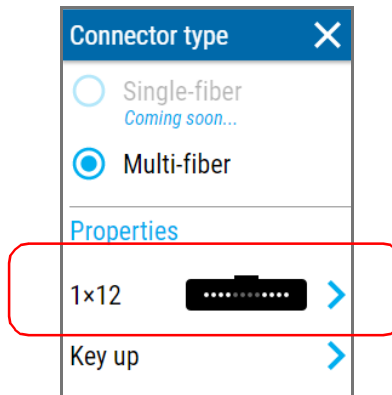 Connector type
Single-fiber
Coming soon...
Multi-fiber
Properties
1×12
Key up